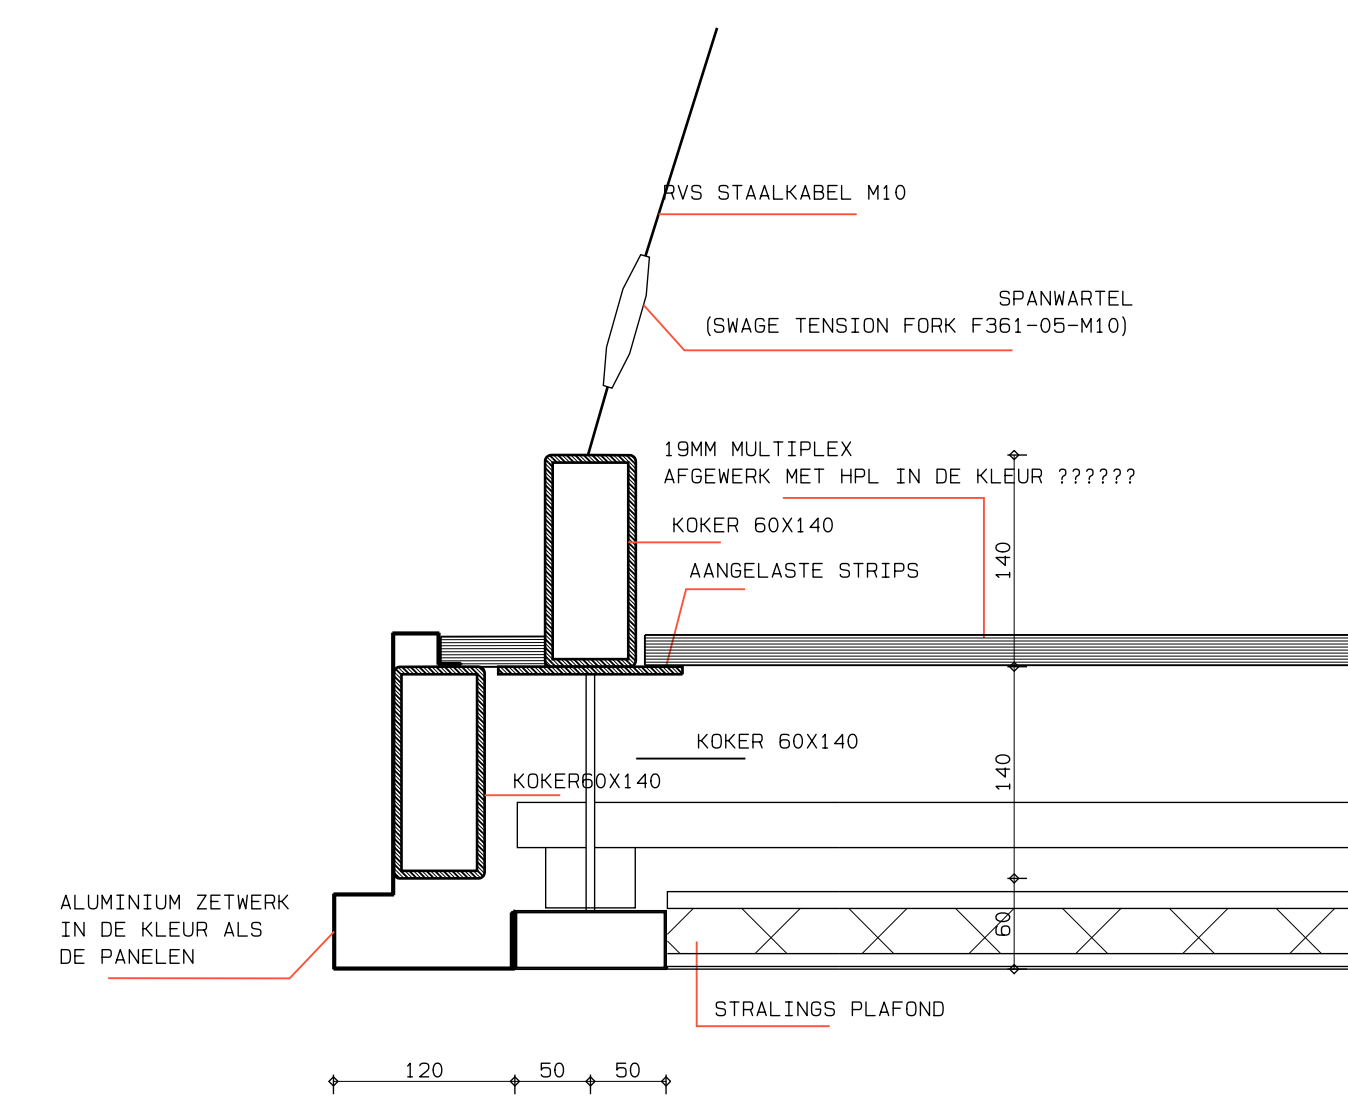 RVS STAALKABEL M10
SPANWARTEL
(SWAGE TENSION FORK F361-05-M10)
19MM MULTIPLEX
AFGEWERK MET HPL IN DE KLEUR ??????
KOKER 60X140
140
AANGELASTE STRIPS
KOKER 60X140
140
KOKER60X140
ALUMINIUM ZETWERK
IN DE KLEUR ALS
DE PANELEN
60
STRALINGS PLAFOND
120 50 50